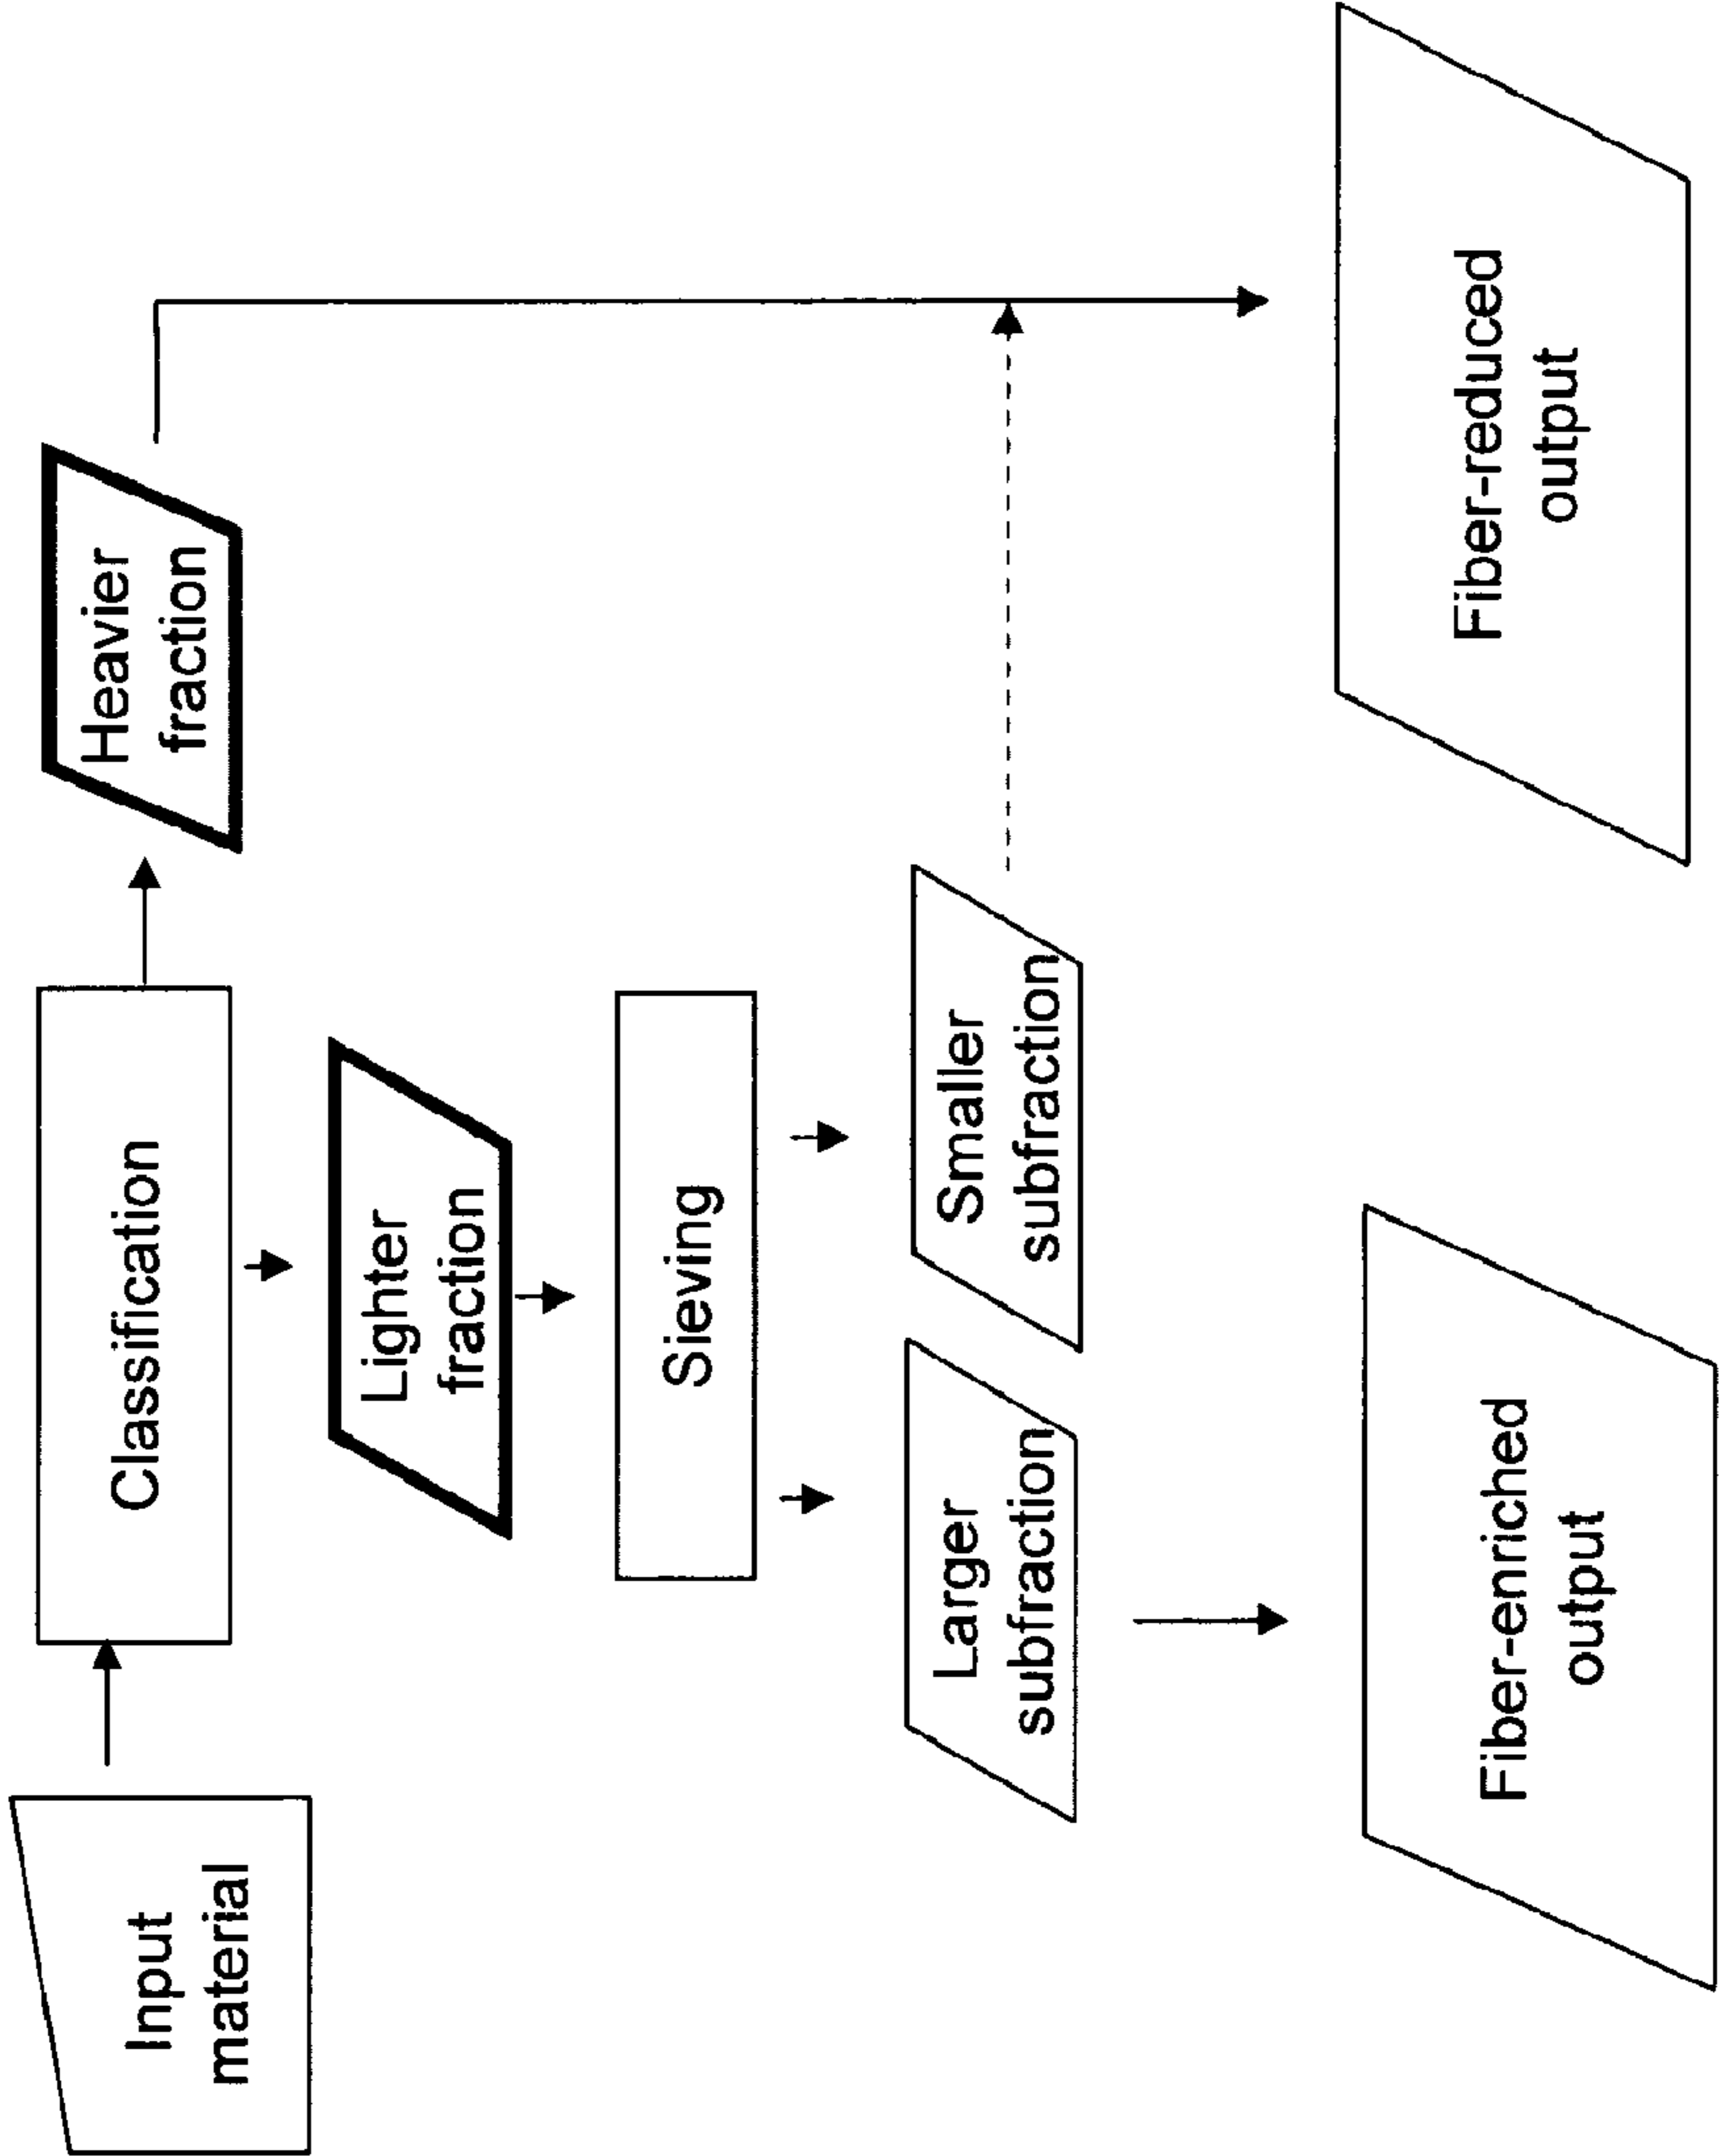 Input
material
Classification
Heavier
fraction
Lighter
fraction
Sieving
Larger
subfraction
Smaller
subfraction
Fiber-enriched
output
Fiber-reduced
output